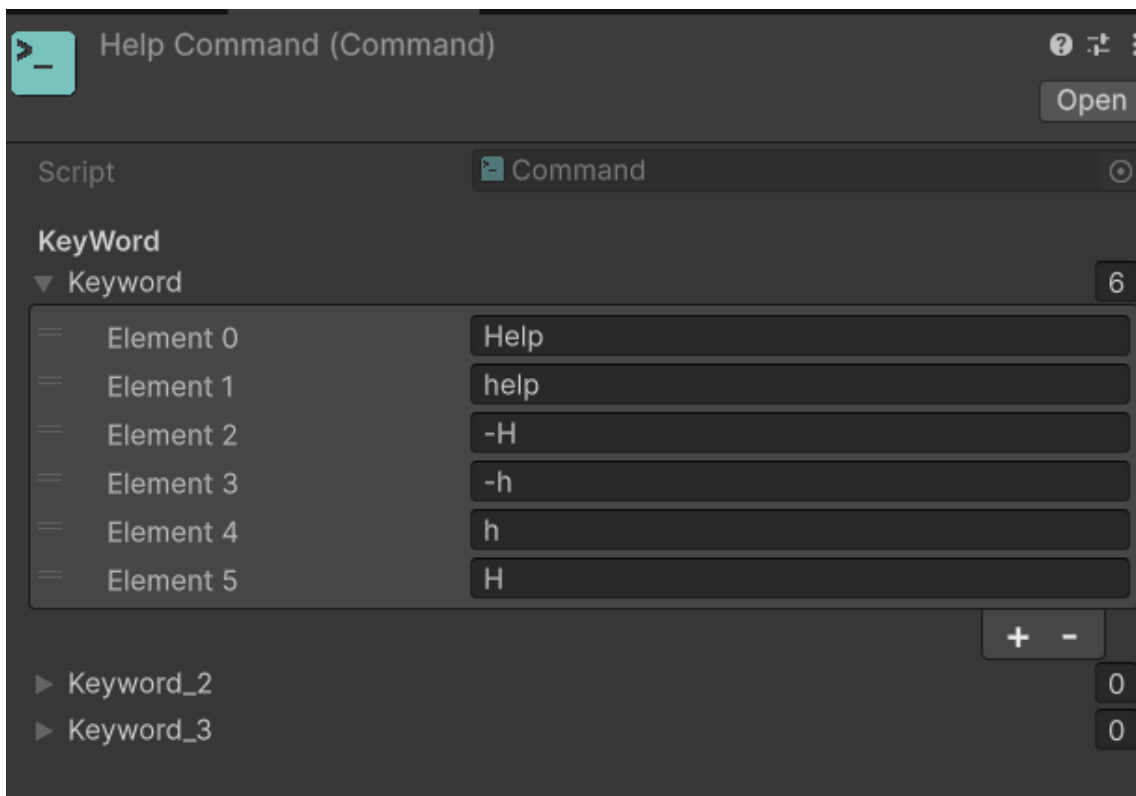 Help Command (Command)
Open
Script Command
KeyWord
Keyword 6
Element 0 Help
Element 1 help
Element 2 -H
Element 3 -h
Element 4 h
Element 5 H
+ -
Keyword_2 0
Keyword_3 0